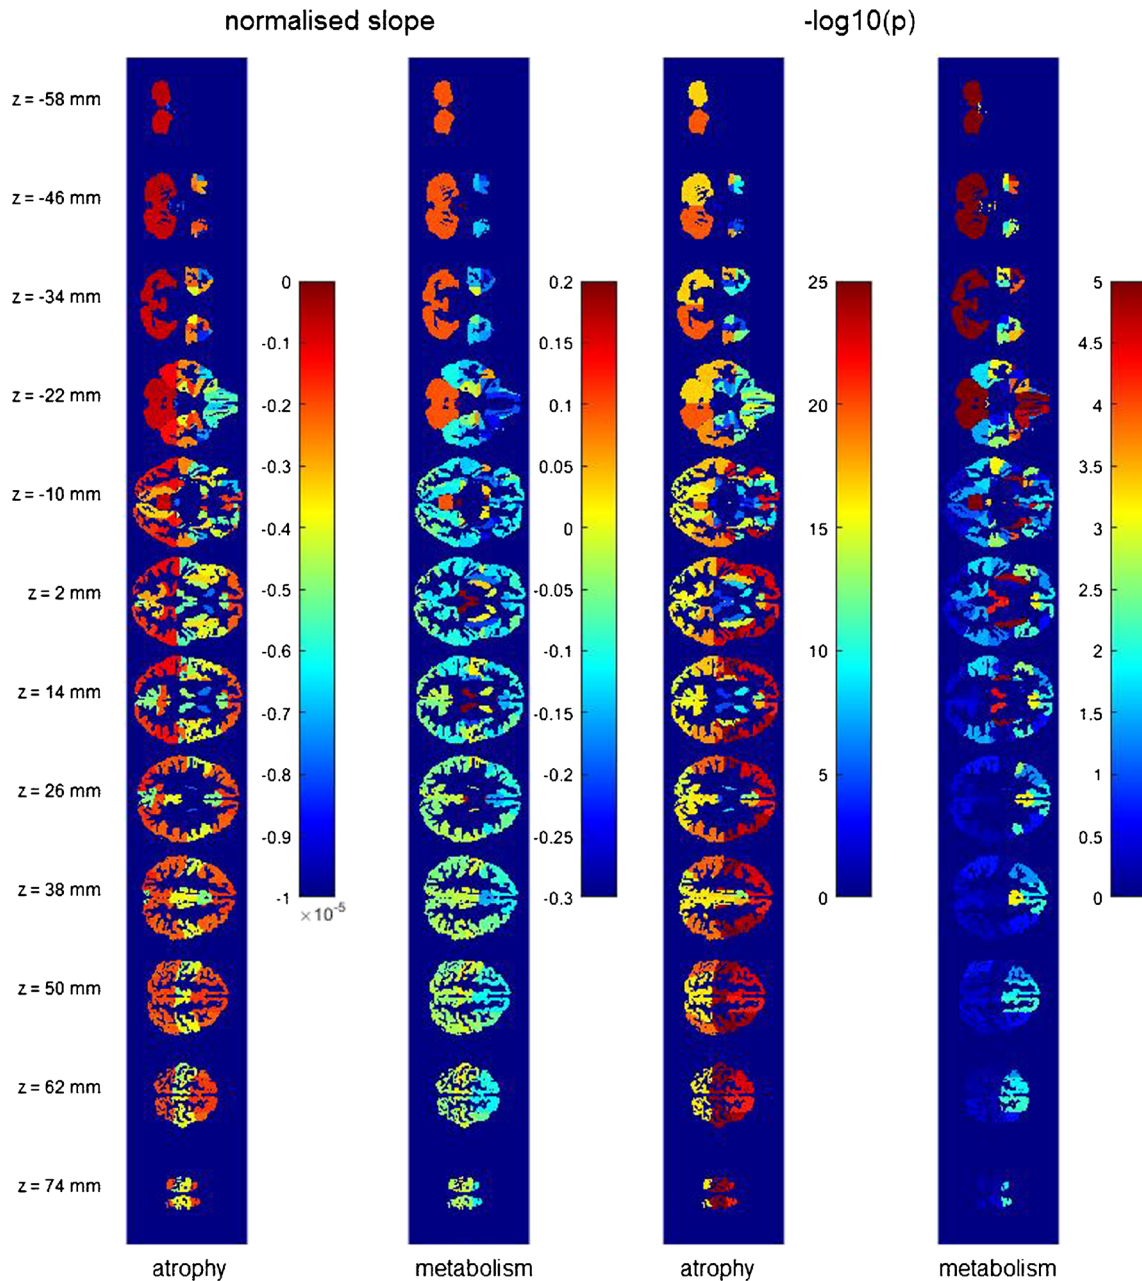 normalised slope -log10(p)
z = -58 mm
z = -46 mm
z = -34 mm
0 0.2 25 5
-0.1 0.15 4.5
z = -22 mm
-0.2 0.1 20 4
-0.3 0.05 3.5
z = -10 mm
-0.4 0 15 3
z = 2 mm
-0.5 -0.05 2.5
-0.6 -0.1 10 2
z = 14 mm
-0.7 -0.15 1.5
z = 26 mm
-0.8 -0.2 5 1
-0.9 -0.25 0.5
z = 38 mm
-1 -0.3 0 0
×10-5
z = 50 mm
z = 62 mm
z = 74 mm
atrophy metabolism atrophy metabolism